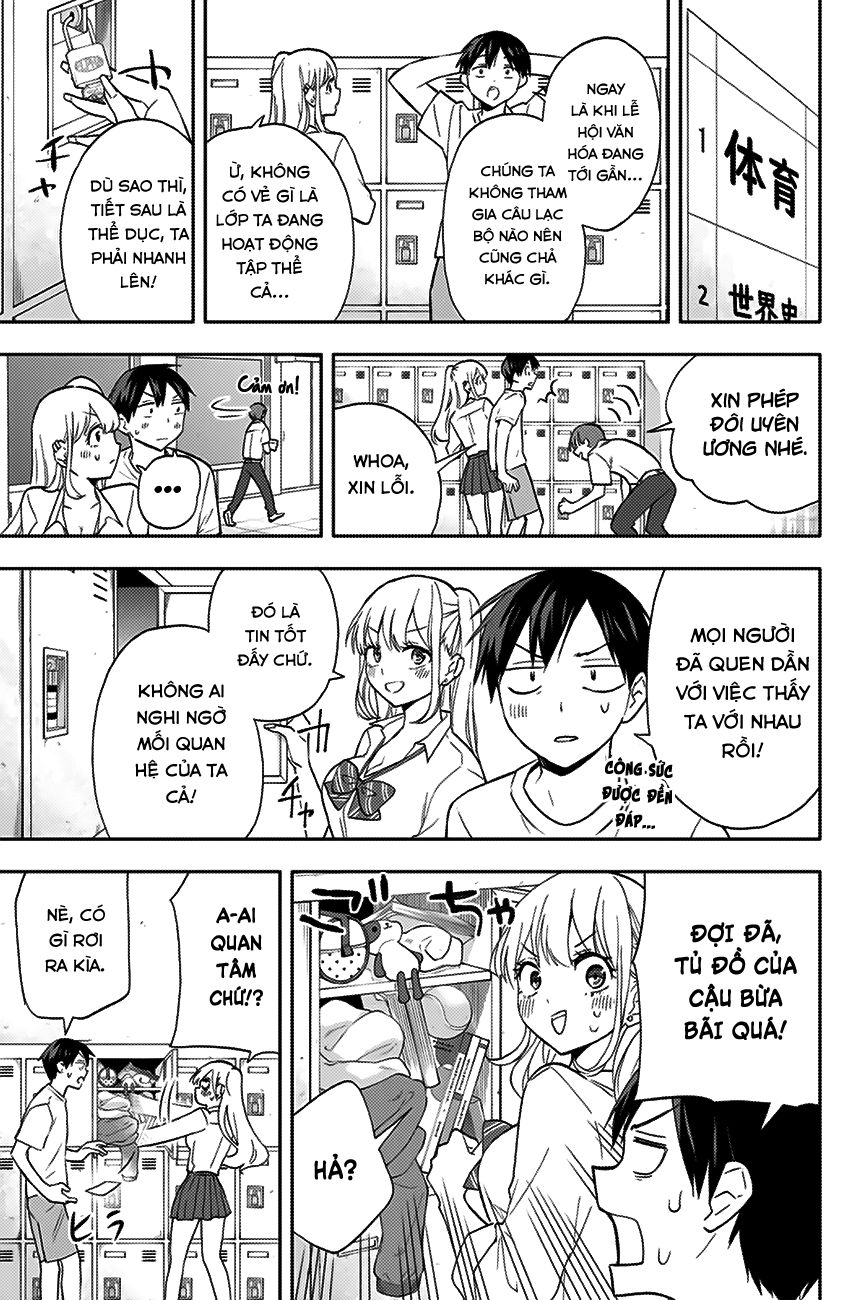 1 体育
2 世界史
NGAY
LÀ KHI LỄ
HỘI VĂN
HÓA ĐANG
TỚI GẦN...
CHÚNG TA
KHÔNG THAM
GIA CÂU LẠC
BỘ NÀO NÊN
CŨNG CHẢ
KHÁC GÌ.
Ừ, KHÔNG
CÓ VẺ GÌ LÀ
LỚP TA ĐANG
HOẠT ĐỘNG
TẬP THỂ
CẢ...
DÙ SAO THÌ,
TIẾT SAU LÀ
THỂ DỤC, TA
PHẢI NHANH
LÊN!
XIN PHÉP
ĐÔI UYÊN
ƯƠNG NHÉ.
WHOA,
XIN LỖI.
Cảm ơn!
...
MỌI NGƯỜI
ĐÃ QUEN DẦN
VỚI VIỆC THẤY
TA VỚI NHAU
RỒI!
CÔNG SỨC
ĐƯỢC ĐỀN
ĐÁP...
ĐÓ LÀ
TIN TỐT
ĐẤY CHỨ.
KHÔNG AI
NGHI NGỜ
MỐI QUAN
HỆ CỦA TA
CẢ!
ĐỢI ĐÃ,
TỦ ĐỒ CỦA
CẬU BỪA
BÃI QUÁ!
HẢ?
A-AI
QUAN
TÂM
CHỨ!?
NÈ, CÓ
GÌ RƠI
RA KÌA.
ヒラ